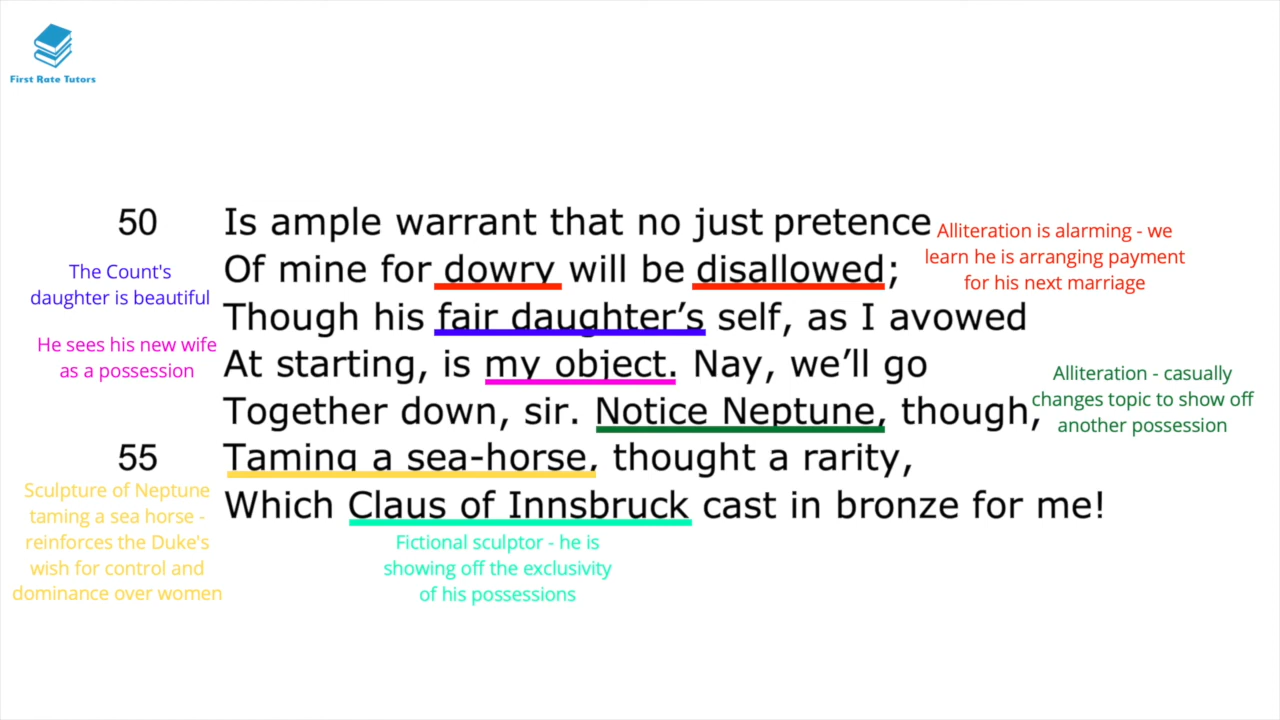 First Rate Tutors
50 Is ample warrant that no just pretence
Of mine for dowry will be disallowed;
Though his fair daughter's self, as I avowed
At starting, is my object. Nay, we'll go
Together down, sir. Notice Neptune, though,
55 Taming a sea-horse, thought a rarity,
Which Claus of Innsbruck cast in bronze for me!
Alliteration is alarming - we
learn he is arranging payment
for his next marriage
The Count's
daughter is beautiful
He sees his new wife
as a possession
Alliteration - casually
changes topic to show off
another possession
Sculpture of Neptune
taming a sea horse -
reinforces the Duke's
wish for control and
dominance over women
Fictional sculptor - he is
showing off the exclusivity
of his possessions